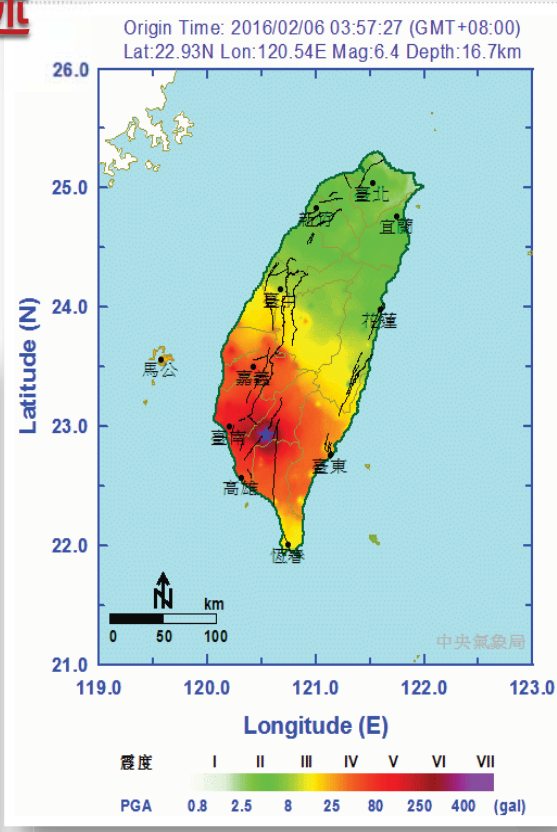 述
Origin Time: 2016/02/06 03:57:27 (GMT+08:00)
Lat:22.93N Lon:120.54E Mag:6.4 Depth:16.7km
26.0
25.0
24.0
23.0
22.0
21.0
Latitude (N)
臺北
新竹
宜蘭
臺中
花蓮
馬公
嘉義
臺南
臺東
高雄
恆春
N
km
0 50 100
中央氣象局
119.0 120.0 121.0 122.0 123.0
Longitude (E)
震度 I II III IV V VI VII
PGA 0.8 2.5 8 25 80 250 400 (gal)